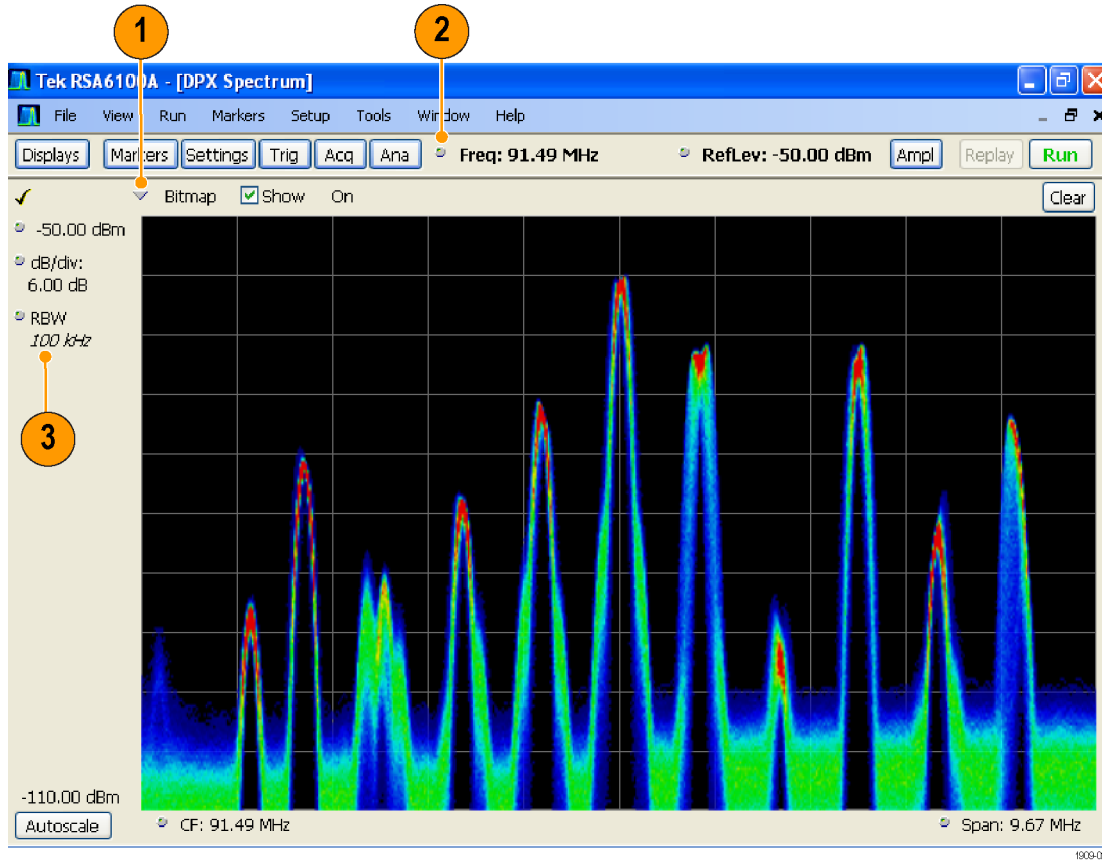 1
2
Tek RSA6100A - [DPX Spectrum]
File View Run Markers Setup Tools Window Help
Displays Markers Settings Trig Acq Ana Freq: 91.49 MHz RefLev: -50.00 dBm Ampl Replay Run
Bitmap Show On Clear
-50.00 dBm
dB/div:
6.00 dB
RBW
100 kHz
3
-110.00 dBm
Autoscale CF: 91.49 MHz Span: 9.67 MHz